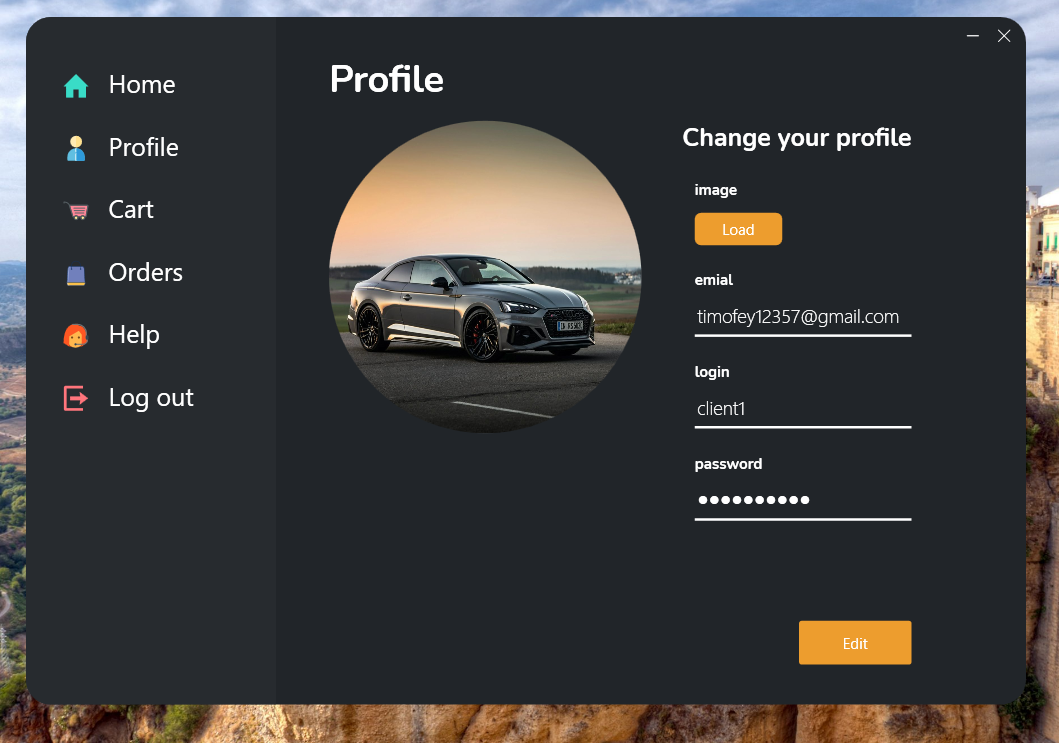 Home
Profile
Cart
Orders
Help
Log out
Profile
Change your profile
image
Load
emial
timofey12357@gmail.com
login
client1
password
••••••••••
Edit